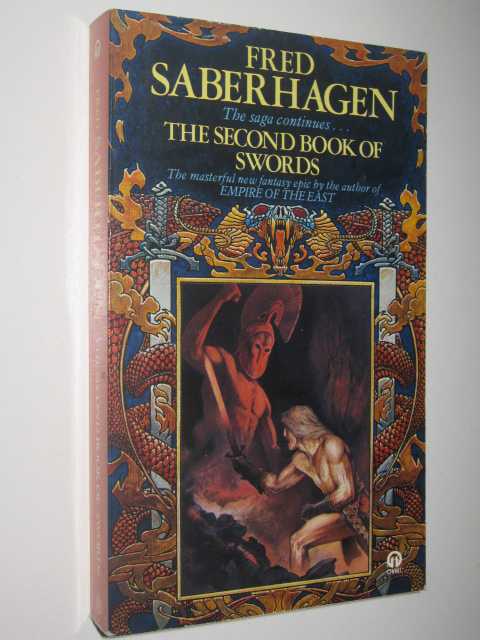 FRED
SABERHAGEN
The saga continues...
THE SECOND BOOK OF
SWORDS
The masterful new fantasy epic by the author of
EMPIRE OF THE EAST